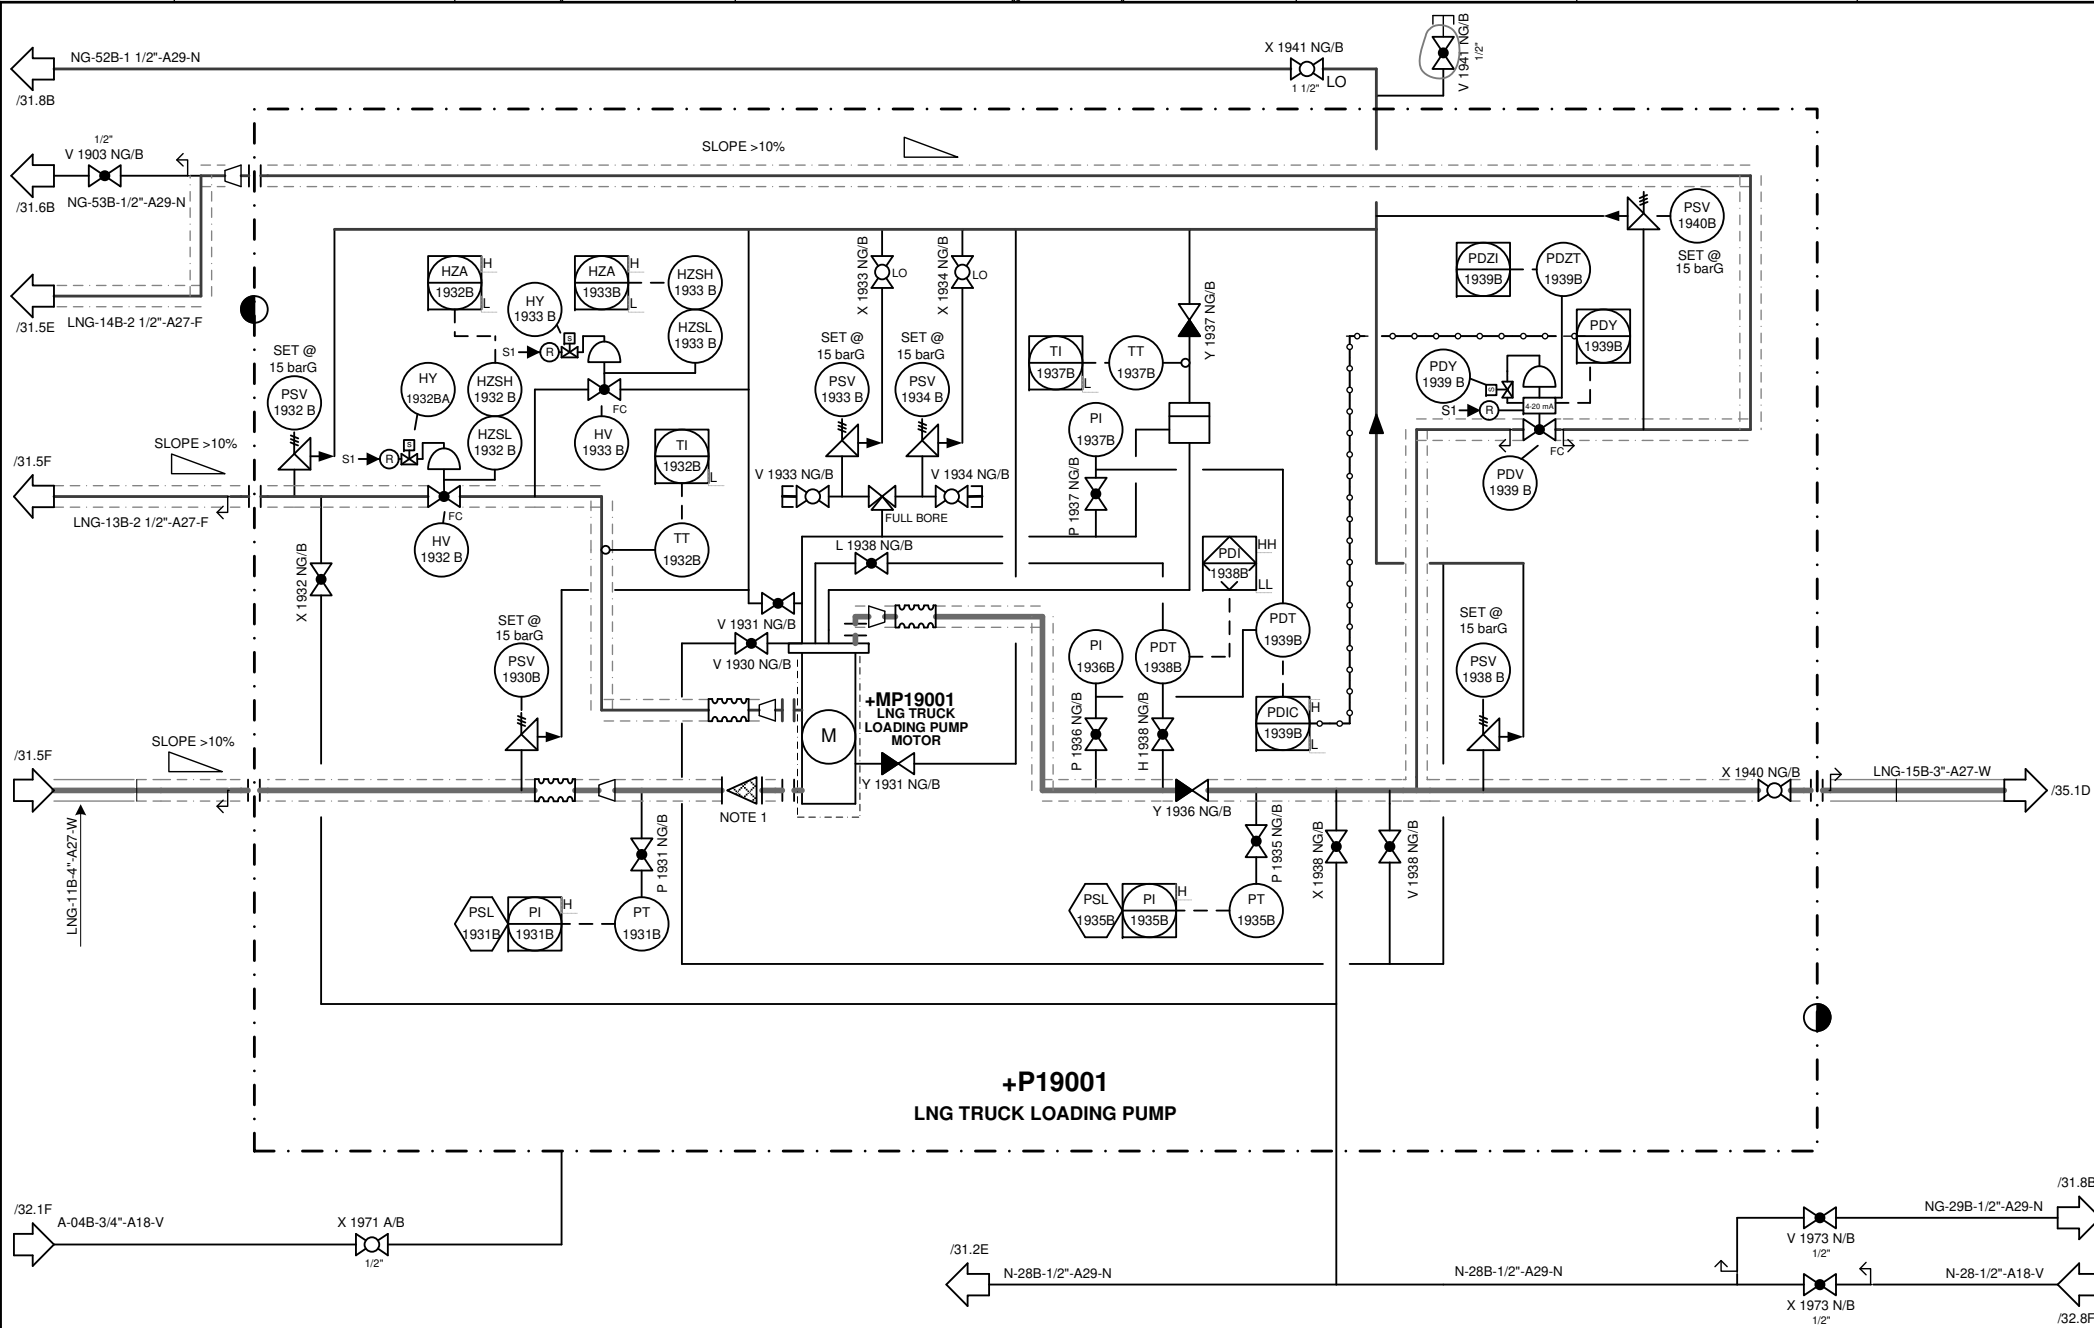 NG-52B-1 1/2"-A29-N
/31.8B
X 1941 NG/B
1 1/2"
LO
V 1941 NG/B
1/2"
1/2"
V 1903 NG/B
/31.6B
NG-53B-1/2"-A29-N
SLOPE >10%
/31.5E
LNG-14B-2 1/2"-A27-F
PSV
1940B
SET @
15 barG
HZA
1932B
H
L
HY
1933 B
HZA
1933B
H
L
HZSH
1933 B
HZSL
1933 B
S
S1
R
X 1933 NG/B
LO
X 1934 NG/B
LO
Y 1937 NG/B
PDZI
1939B
PDZT
1939B
PDY
1939B
SET @
15 barG
PSV
1932 B
HY
1932BA
HZSH
1932 B
HZSL
1932 B
S
S1
R
FC
HV
1933 B
SET @
15 barG
PSV
1933 B
SET @
15 barG
PSV
1934 B
TI
1937B
L
TT
1937B
PDY
1939 B
S
S1
R
4-20 mA
FC
PDV
1939 B
PI
1937B
P 1937 NG/B
SLOPE >10%
/31.5F
LNG-13B-2 1/2"-A27-F
FC
HV
1932 B
TI
1932B
L
TT
1932B
V 1933 NG/B
V 1934 NG/B
FULL BORE
L 1938 NG/B
PDI
1938B
HH
LL
X 1932 NG/B
V 1931 NG/B
V 1930 NG/B
SET @
15 barG
PSV
1930B
PI
1936B
PDT
1938B
PDT
1939B
SET @
15 barG
PSV
1938 B
P 1936 NG/B
H 1938 NG/B
PDIC
1939B
H
L
+MP19001
LNG TRUCK
LOADING PUMP
MOTOR
M
Y 1931 NG/B
/31.5F
SLOPE >10%
LNG-11B-4"-A27-W
NOTE 1
Y 1936 NG/B
X 1940 NG/B
LNG-15B-3"-A27-W
/35.1D
P 1931 NG/B
P 1935 NG/B
X 1938 NG/B
V 1938 NG/B
PSL
1931B
PI
1931B
H
PT
1931B
PSL
1935B
PI
1935B
H
PT
1935B
+P19001
LNG TRUCK LOADING PUMP
/32.1F
A-04B-3/4"-A18-V
X 1971 A/B
1/2"
/31.2E
N-28B-1/2"-A29-N
N-28B-1/2"-A29-N
/31.8B
NG-29B-1/2"-A29-N
V 1973 N/B
1/2"
N-28-1/2"-A18-V
X 1973 N/B
1/2"
/32.8F